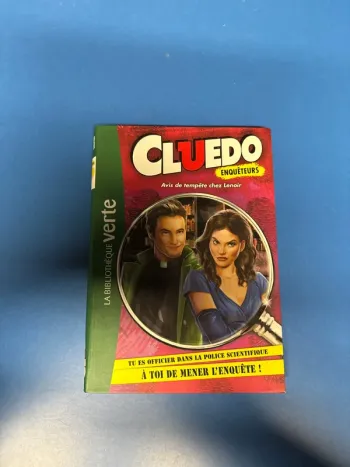 CLUEDO
ENQUÊTEURS
Avis de tempête chez Lenoir
LA BIBLIOTHÈQUE verte
TU ES OFFICIER DANS LA POLICE SCIENTIFIQUE
À TOI DE MENER L'ENQUÊTE !